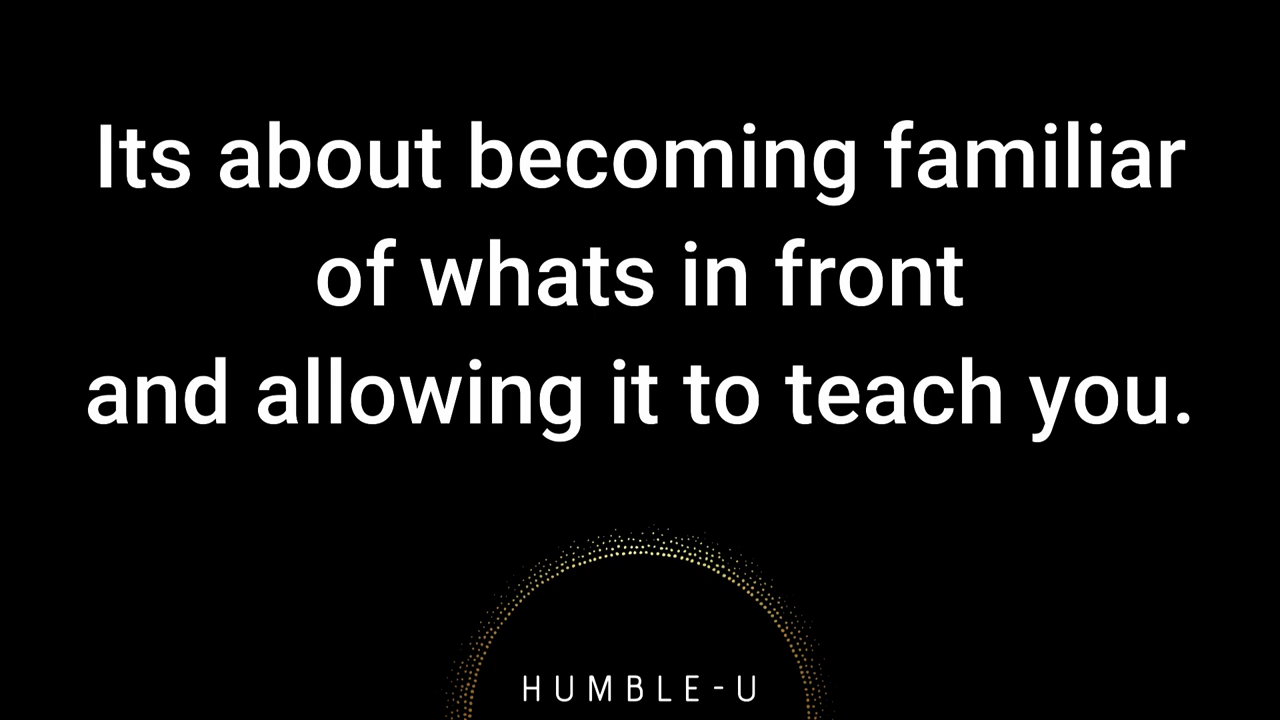 Its about becoming familiar
of whats in front
and allowing it to teach you.
HUMBLE-U